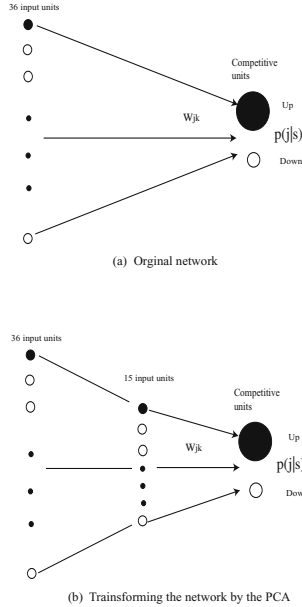 36 input units
Competitive
units
Up
Wjk
p(j|s)
Down
(a) Orginal network
36 input units
15 input units
Competitive
units
Up
Wjk
p(j|s)
Dow
(b) Trainsforming the network by the PCA